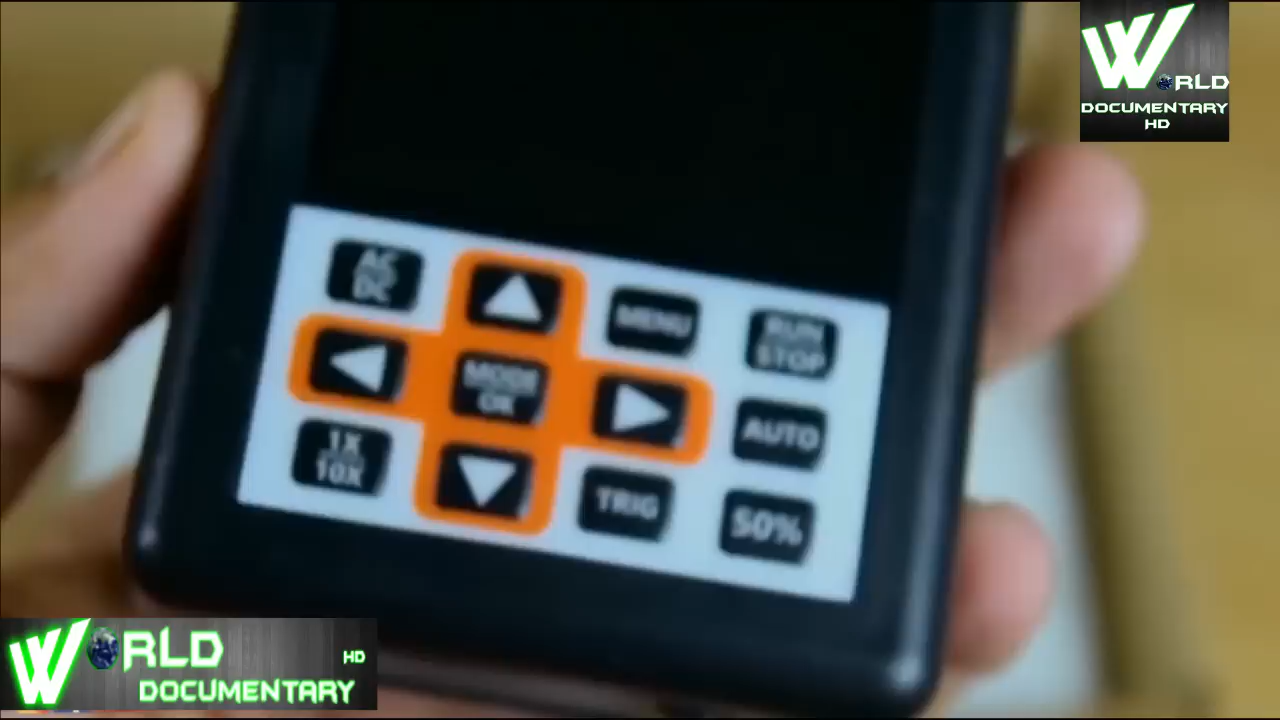 WORLD
DOCUMENTARY
HD
AC
DC
MENU
RUN
STOP
MODE
OK
AUTO
1X
10X
TRIG
50%
WORLD HD
DOCUMENTARY